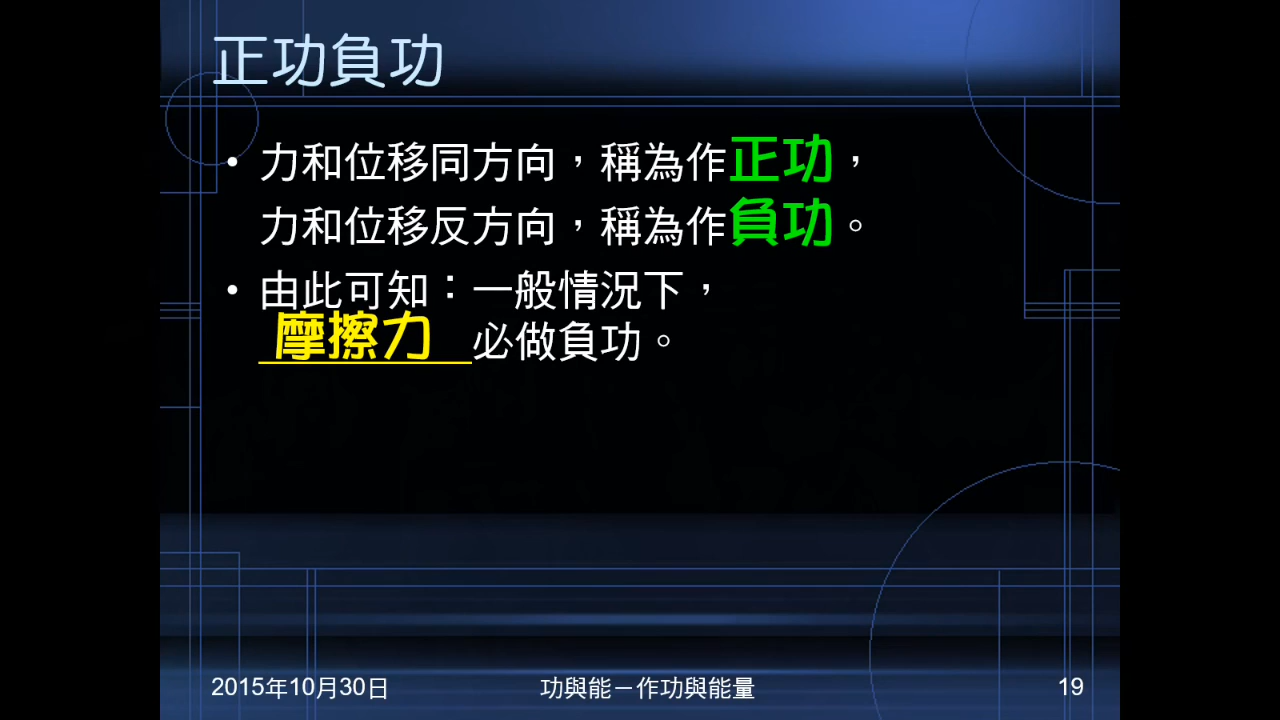 正功負功
• 力和位移同方向，稱為作正功，
力和位移反方向，稱為作負功。
• 由此可知：一般情況下，
摩擦力必做負功。
2015年10月30日 功與能－作功與能量 19